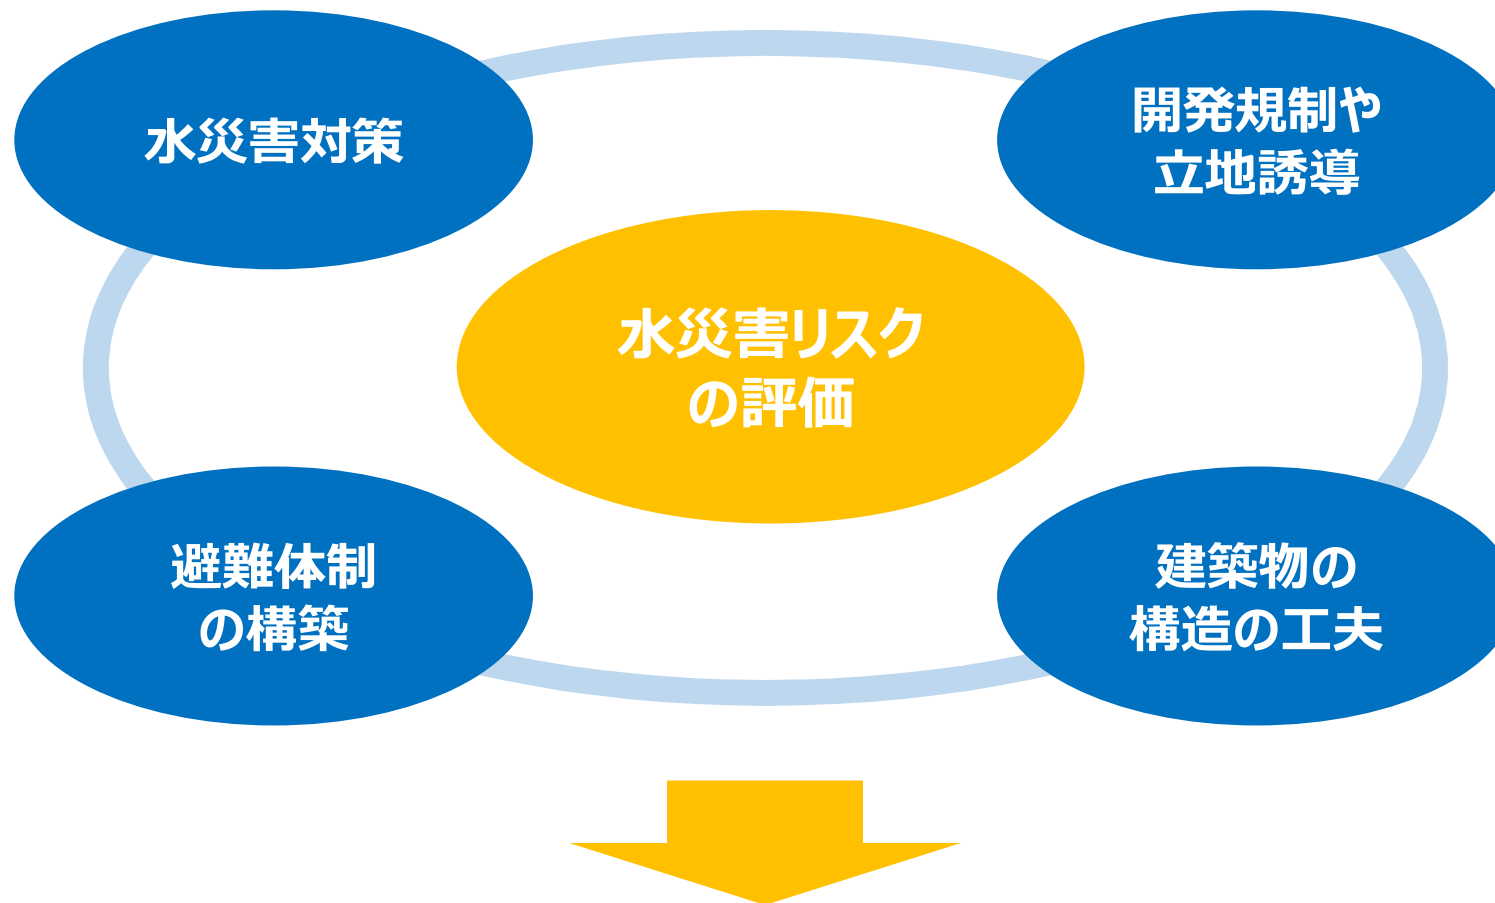 水災害対策
開発規制や
立地誘導
水災害リスク
の評価
避難体制
の構築
建築物の
構造の工夫